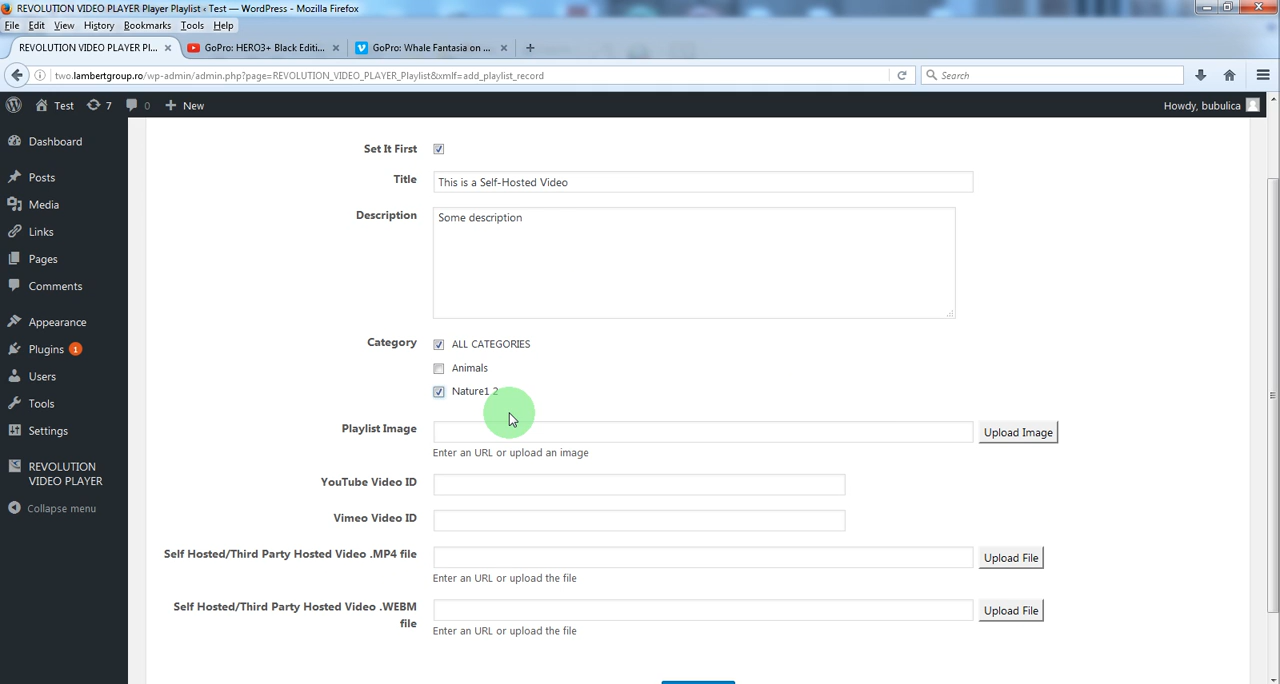 REVOLUTION VIDEO PLAYER Player Playlist ‹ Test — WordPress - Mozilla Firefox
File Edit View History Bookmarks Tools Help
REVOLUTION VIDEO PLAYER Pl... × GoPro: HERO3+ Black Editi... × GoPro: Whale Fantasia on ... × +
two.lambertgroup.ro/wp-admin/admin.php?page=REVOLUTION_VIDEO_PLAYER_Playlist&xmlf=add_playlist_record Search
Test 7 0 + New Howdy, bubulica
Dashboard
Posts
Media
Links
Pages
Comments
Appearance
Plugins 1
Users
Tools
Settings
REVOLUTION
VIDEO PLAYER
Collapse menu
Set It First
Title This is a Self-Hosted Video
Description Some description
Category ALL CATEGORIES
Animals
Nature1 2
Playlist Image Upload Image
Enter an URL or upload an image
YouTube Video ID
Vimeo Video ID
Self Hosted/Third Party Hosted Video .MP4 file Upload File
Enter an URL or upload the file
Self Hosted/Third Party Hosted Video .WEBM Upload File
file
Enter an URL or upload the file